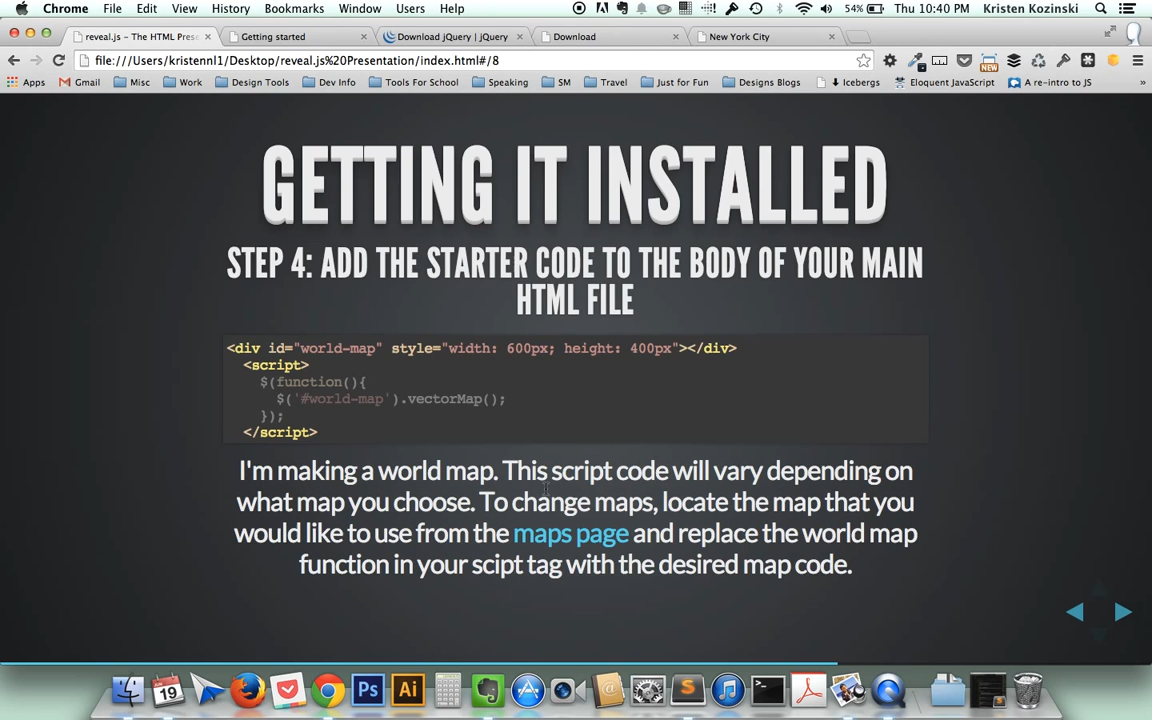 Chrome File Edit View History Bookmarks Window Users Help 54% Thu 10:40 PM Kristen Kozinski
reveal.js – The HTML Pres Getting started Download jQuery | jQuery Download New York City
file:///Users/kristennl1/Desktop/reveal.js%20Presentation/index.html#/8
NEW
Apps Gmail Misc Work Design Tools Dev Info Tools For School Speaking SM Travel Just for Fun Designs Blogs Icebergs Eloquent JavaScript A re-intro to JS »
GETTING IT INSTALLED
STEP 4: ADD THE STARTER CODE TO THE BODY OF YOUR MAIN
HTML FILE
<div id="world-map" style="width: 600px; height: 400px"></div>
<script>
$(function(){
$('#world-map').vectorMap();
});
</script>
I'm making a world map. This script code will vary depending on
what map you choose. To change maps, locate the map that you
would like to use from the maps page and replace the world map
function in your scipt tag with the desired map code.
19
Ps
Ai
S